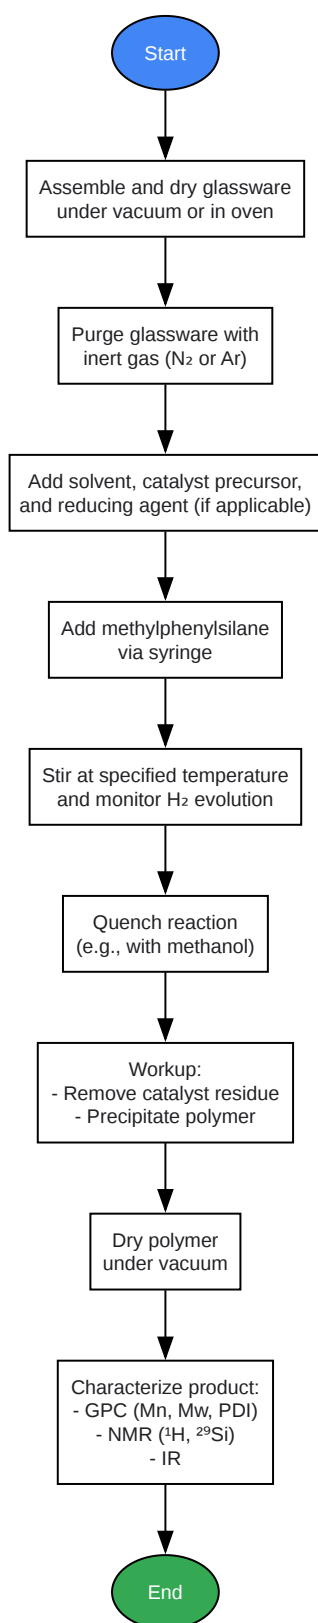 Start
Assemble and dry glassware
under vacuum or in oven
Purge glassware with
inert gas (N₂ or Ar)
Add solvent, catalyst precursor,
and reducing agent (if applicable)
Add methylphenylsilane
via syringe
Stir at specified temperature
and monitor H₂ evolution
Quench reaction
(e.g., with methanol)
Workup:
- Remove catalyst residue
- Precipitate polymer
Dry polymer
under vacuum
Characterize product:
- GPC (Mn, Mw, PDI)
- NMR (¹H, ²⁹Si)
- IR
End